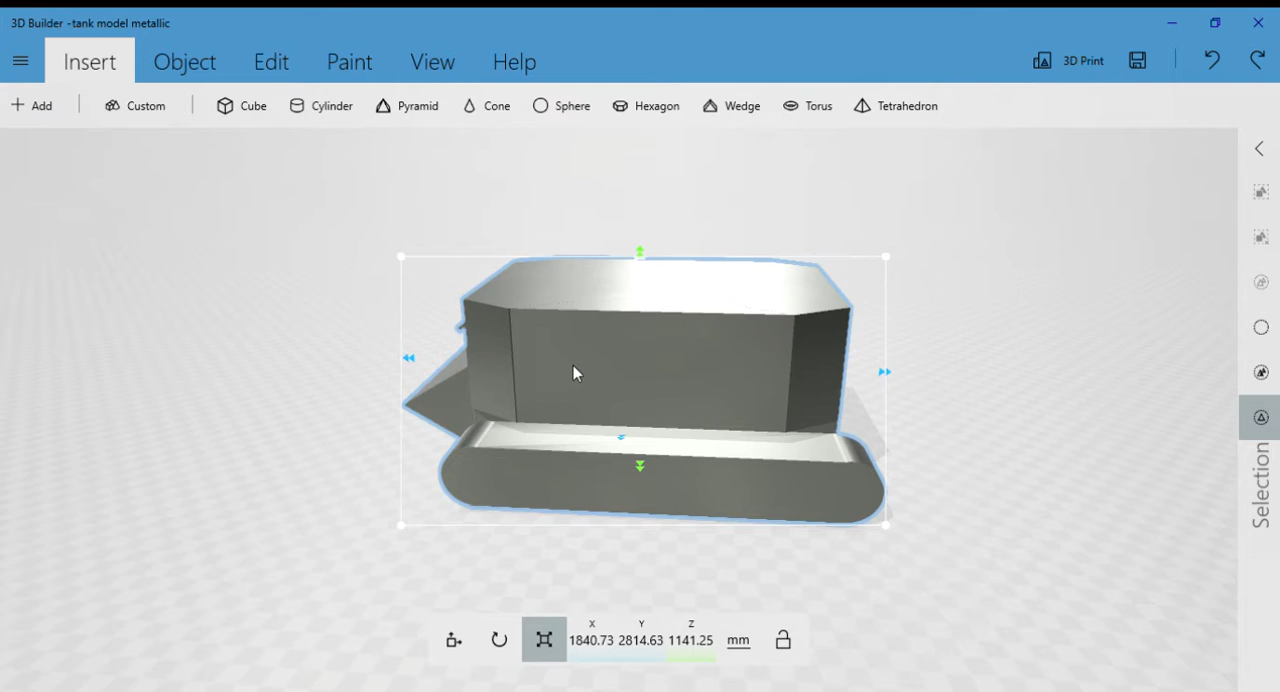 3D Builder -tank model metallic
Insert Object Edit Paint View Help 3D Print
Add Custom Cube Cylinder Pyramid Cone Sphere Hexagon Wedge Torus Tetrahedron
Selection
X Y Z
1840.73 2814.63 1141.25 mm